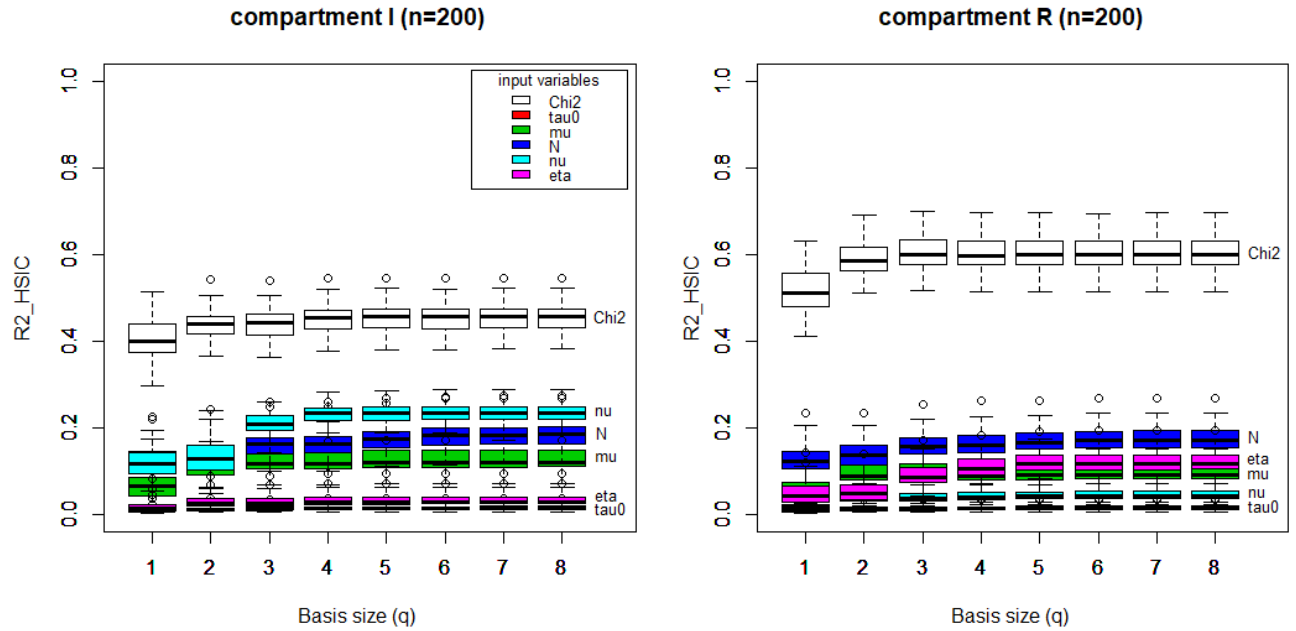 compartment I (n=200)
R2_HSIC
1.0
0.8
0.6
0.4
0.2
0.0
input variables
Chi2
tau0
mu
N
nu
eta
Chi2
nu
N
mu
eta
tau0
1 2 3 4 5 6 7 8
Basis size (q)
compartment R (n=200)
R2_HSIC
1.0
0.8
0.6
0.4
0.2
0.0
Chi2
N
eta
mu
nu
tau0
1 2 3 4 5 6 7 8
Basis size (q)